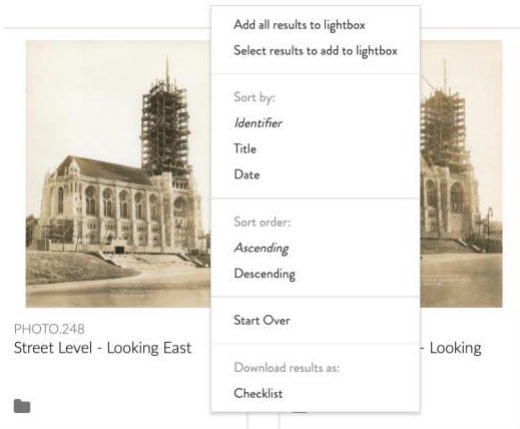 Add all results to lightbox
Select results to add to lightbox
Sort by:
Identifier
Title
Date
Sort order:
Ascending
Descending
Start Over
Download results as:
Checklist
PHOTO.248
Street Level - Looking East
- Looking